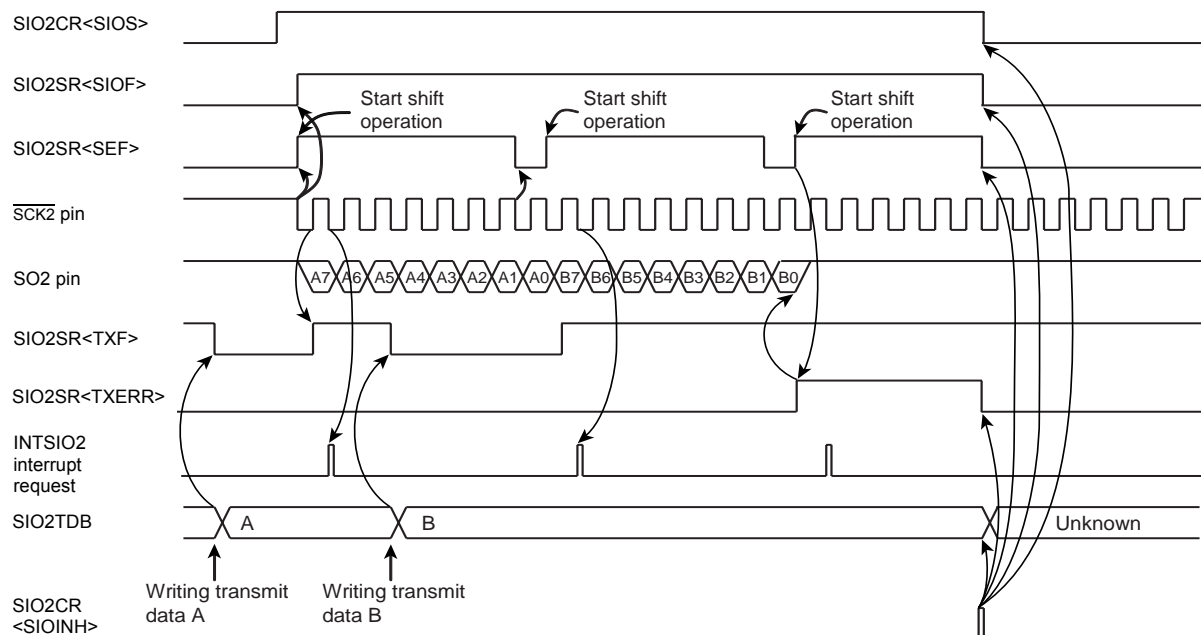 SIO2CR<SIOS>
SIO2SR<SIOF>
Start shift
operation
Start shift
operation
Start shift
operation
SIO2SR<SEF>
SCK2 pin
SO2 pin
A7 A6 A5 A4 A3 A2 A1 A0 B7 B6 B5 B4 B3 B2 B1 B0
SIO2SR<TXF>
SIO2SR<TXERR>
INTSIO2
interrupt
request
SIO2TDB
A
B
Unknown
Writing transmit
data A
Writing transmit
data B
SIO2CR
<SIOINH>